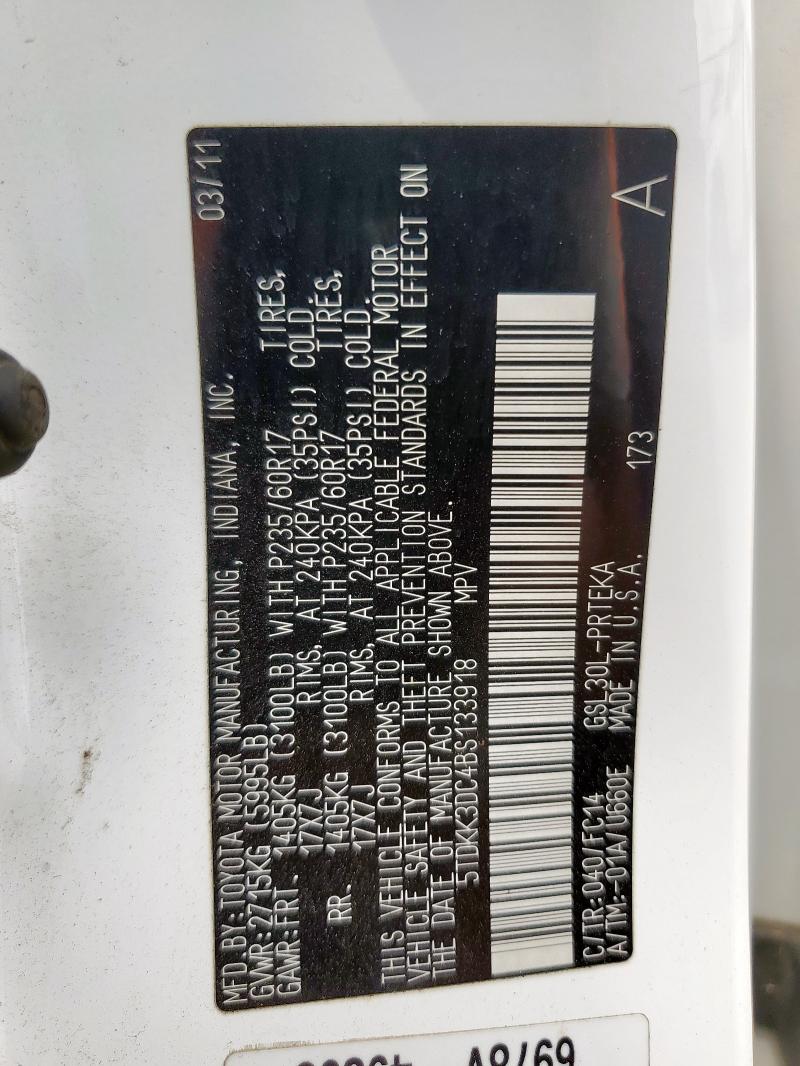 MFD.BY:TOYOTA MOTOR MANUFACTURING, INDIANA, INC. 03/11
GVWR:2715KG (5995LB)
GAWR:FRT. 1405KG (3100LB) WITH P235/60R17 TIRES,
17X7J RIMS, AT 240KPA (35PSI) COLD.
RR. 1405KG (3100LB) WITH P235/60R17 TIRES,
17X7J RIMS, AT 240KPA (35PSI) COLD.
THIS VEHICLE CONFORMS TO ALL APPLICABLE FEDERAL MOTOR
VEHICLE SAFETY AND THEFT PREVENTION STANDARDS IN EFFECT ON
THE DATE OF MANUFACTURE SHOWN ABOVE.
5TDKK3DC4BS133918 MPV
C/TR:040/FC14 GSL30L-PRTEKA 173 A
A/TM:-01A/U660E MADE IN U.S.A.